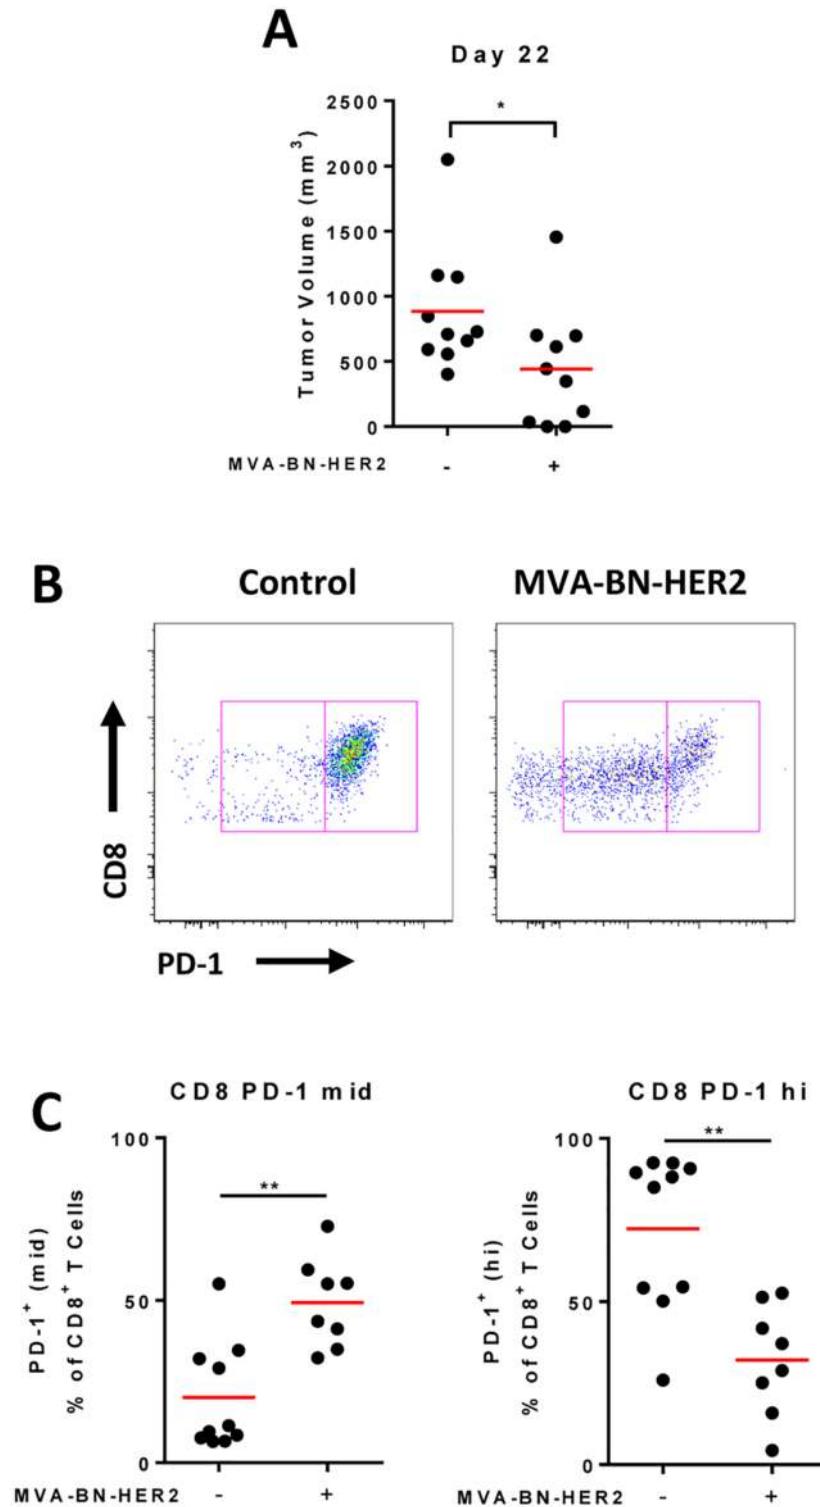 A
Day 22
Tumor Volume (mm³)
2500
2000
1500
1000
500
0
*
MVA-BN-HER2 - +
B
Control MVA-BN-HER2
CD8
PD-1
C
CD8 PD-1 mid
PD-1⁺ (mid)
% of CD8⁺ T Cells
100
50
0
**
MVA-BN-HER2 - +
CD8 PD-1 hi
PD-1⁺ (hi)
% of CD8⁺ T Cells
100
50
0
**
MVA-BN-HER2 - +